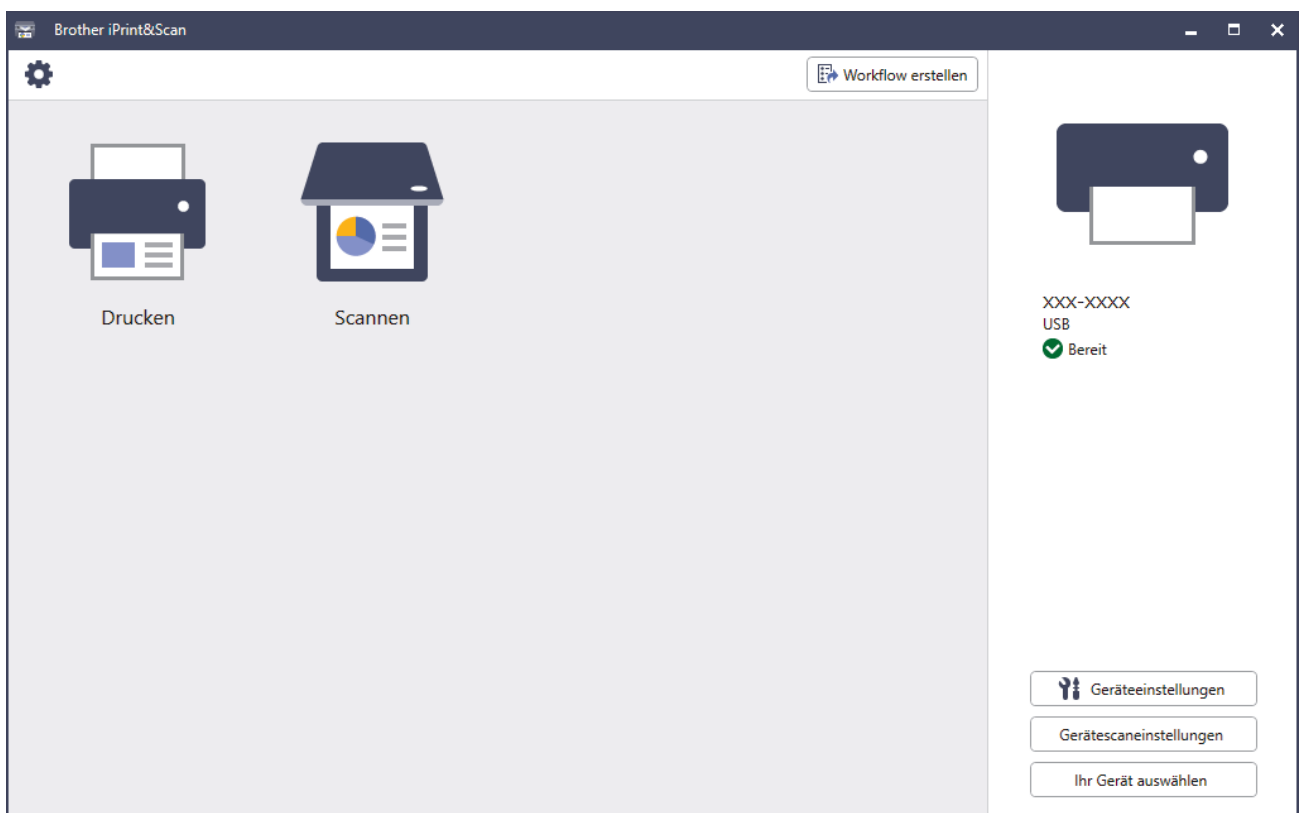 Brother iPrint&Scan
Workflow erstellen
Drucken
Scannen
XXX-XXXX
USB
Bereit
Geräteeinstellungen
Gerätescaneinstellungen
Ihr Gerät auswählen